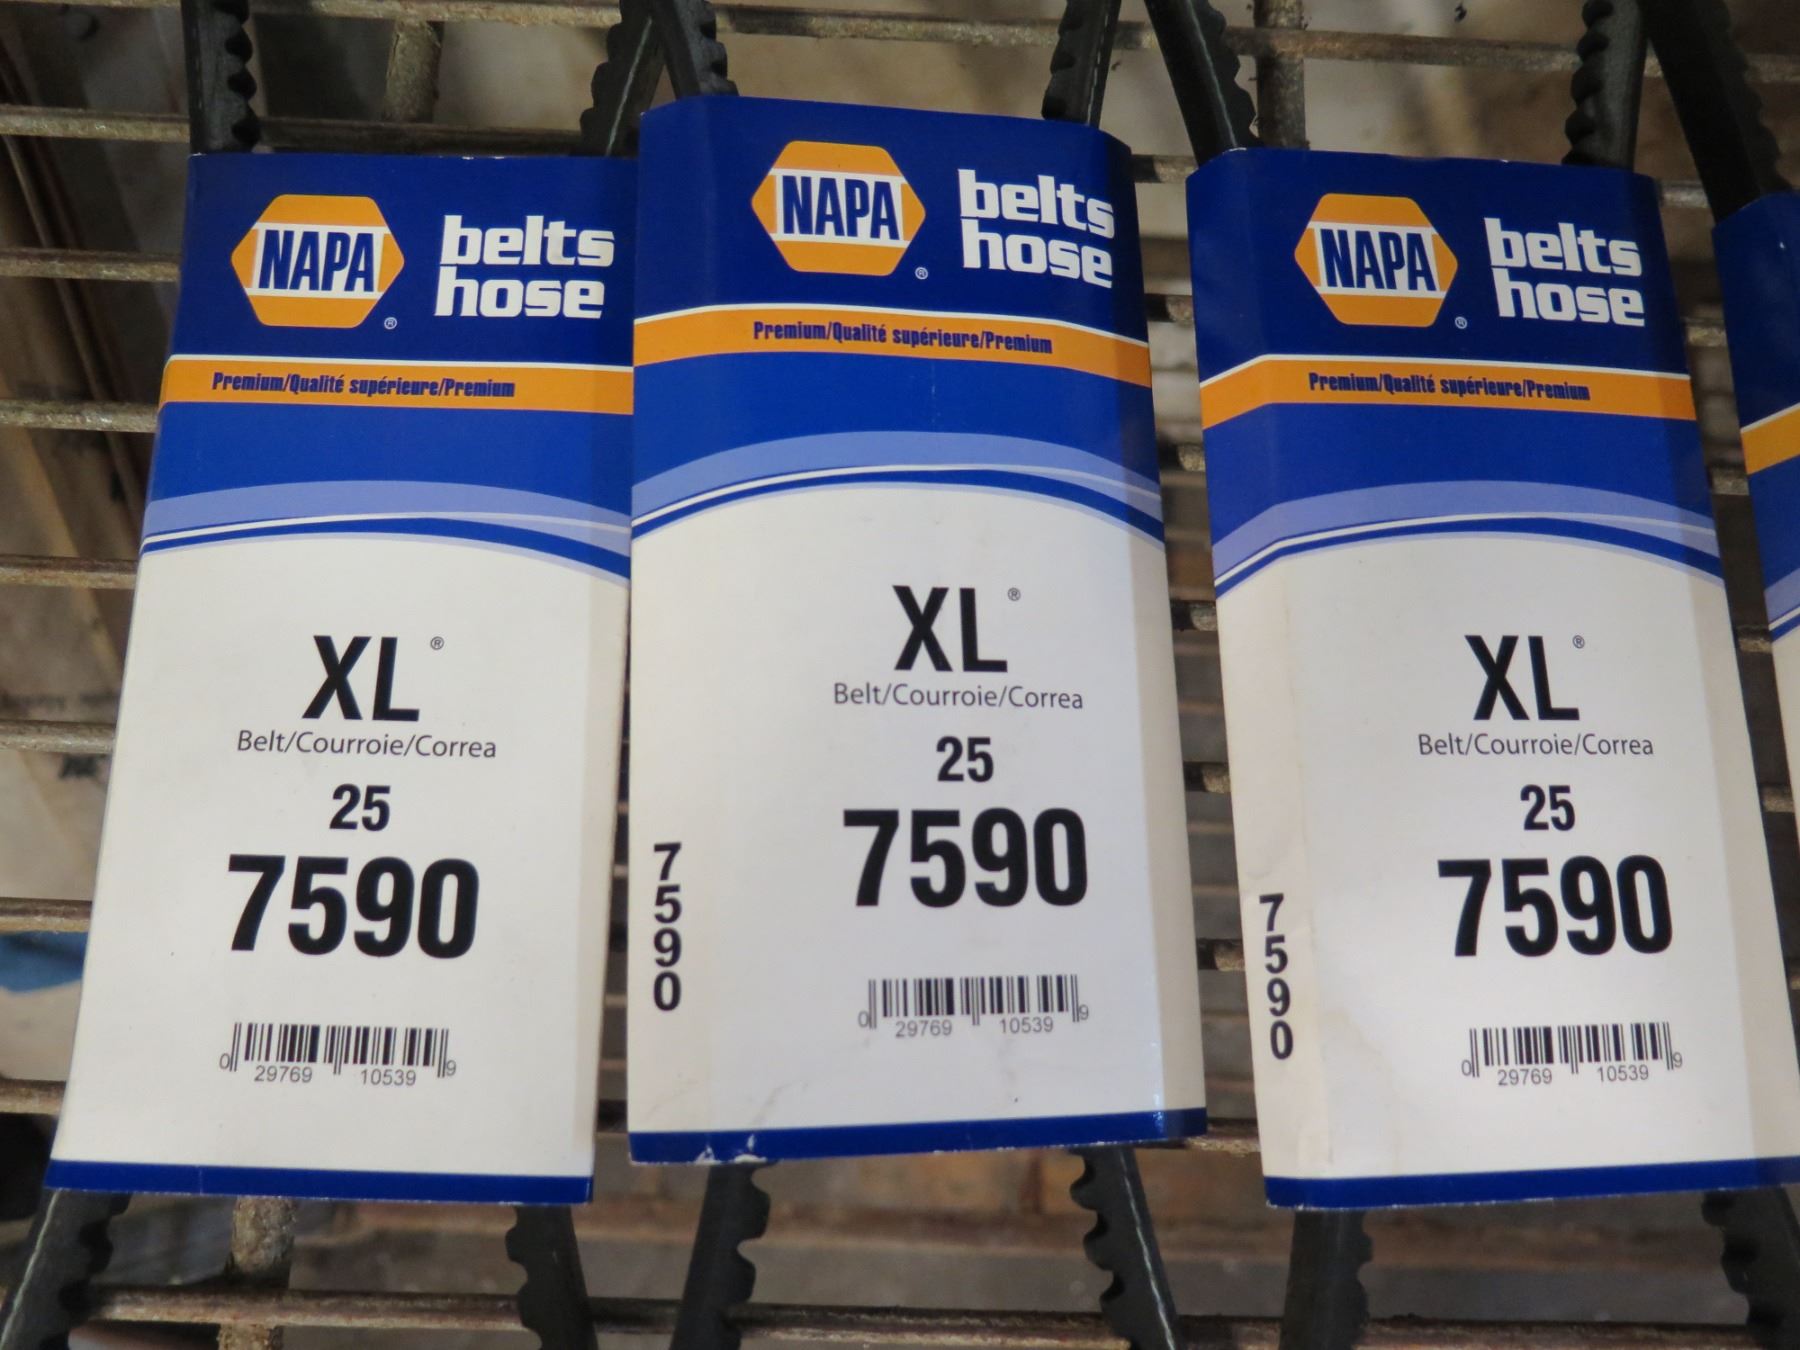 NAPA
®
belts
hose
Premium/Qualité supérieure/Premium
XL®
Belt/Courroie/Correa
25
7590
0 29769 10539 9
NAPA
®
belts
hose
Premium/Qualité supérieure/Premium
XL®
Belt/Courroie/Correa
25
7590
7590
0 29769 10539 9
NAPA
®
belts
hose
Premium/Qualité supérieure/Premium
XL®
Belt/Courroie/Correa
25
7590
7590
0 29769 10539 9